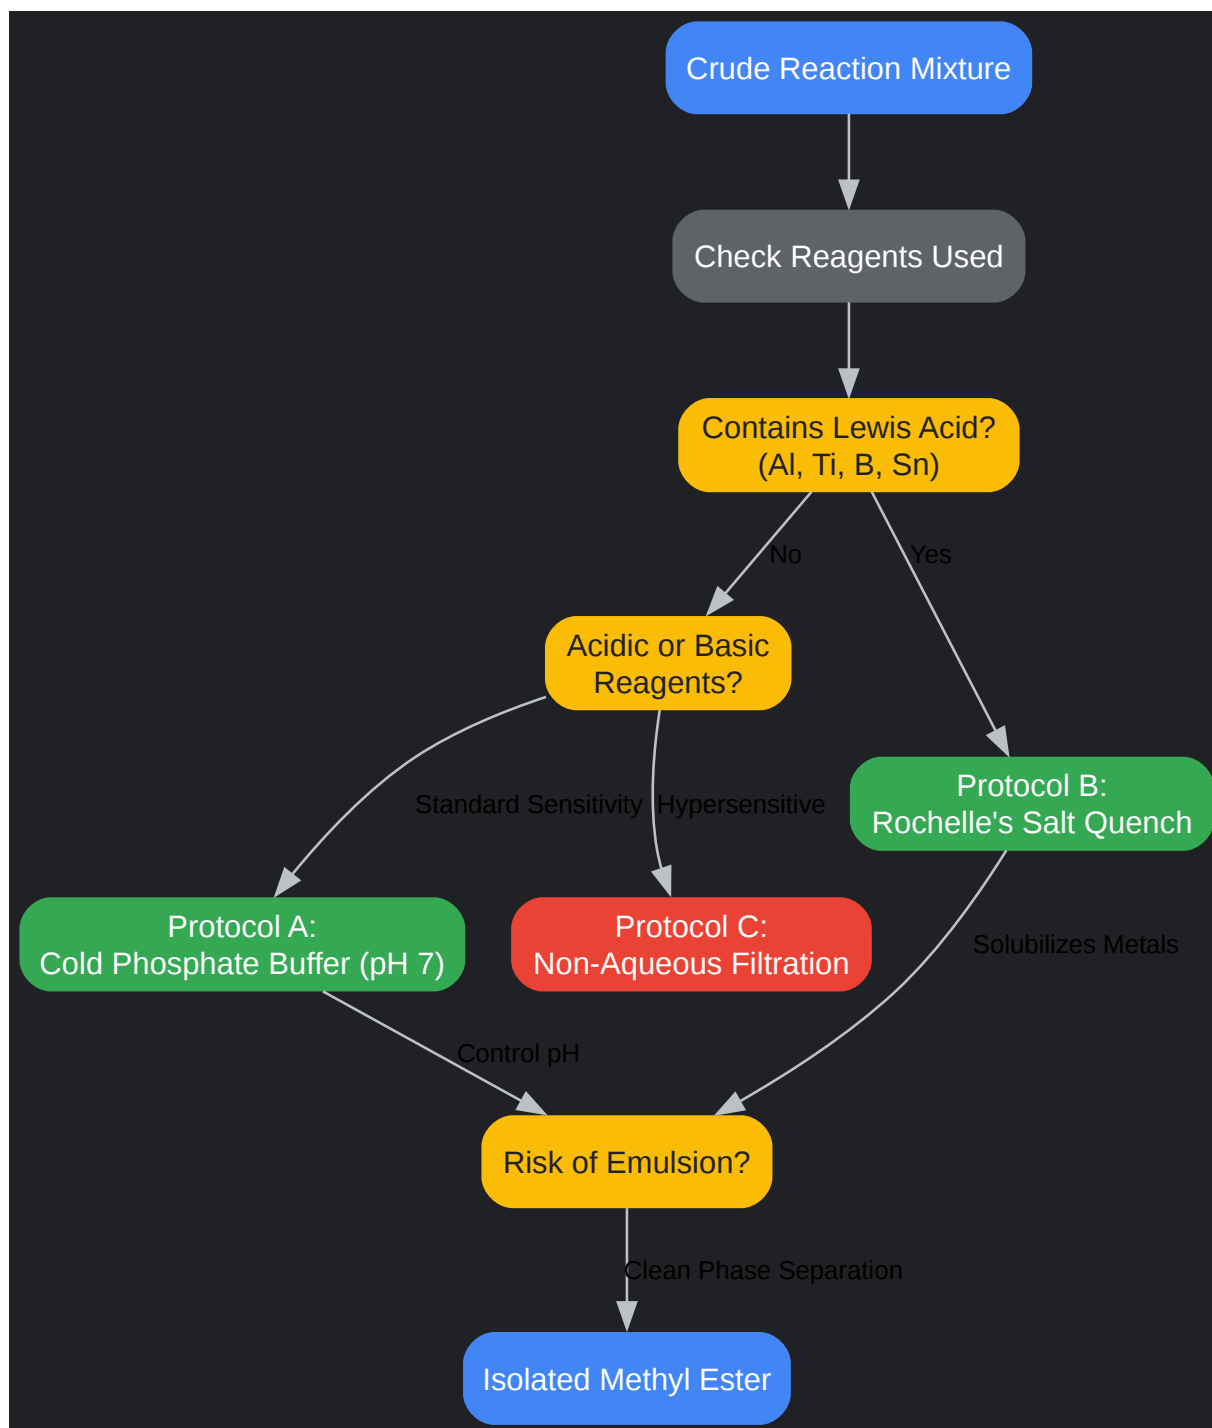 Crude Reaction Mixture
Check Reagents Used
Contains Lewis Acid?
(Al, Ti, B, Sn)
No
Yes
Acidic or Basic
Reagents?
Standard Sensitivity
Hypersensitive
Protocol B:
Rochelle's Salt Quench
Protocol A:
Cold Phosphate Buffer (pH 7)
Protocol C:
Non-Aqueous Filtration
Solubilizes Metals
Control pH
Risk of Emulsion?
Clean Phase Separation
Isolated Methyl Ester